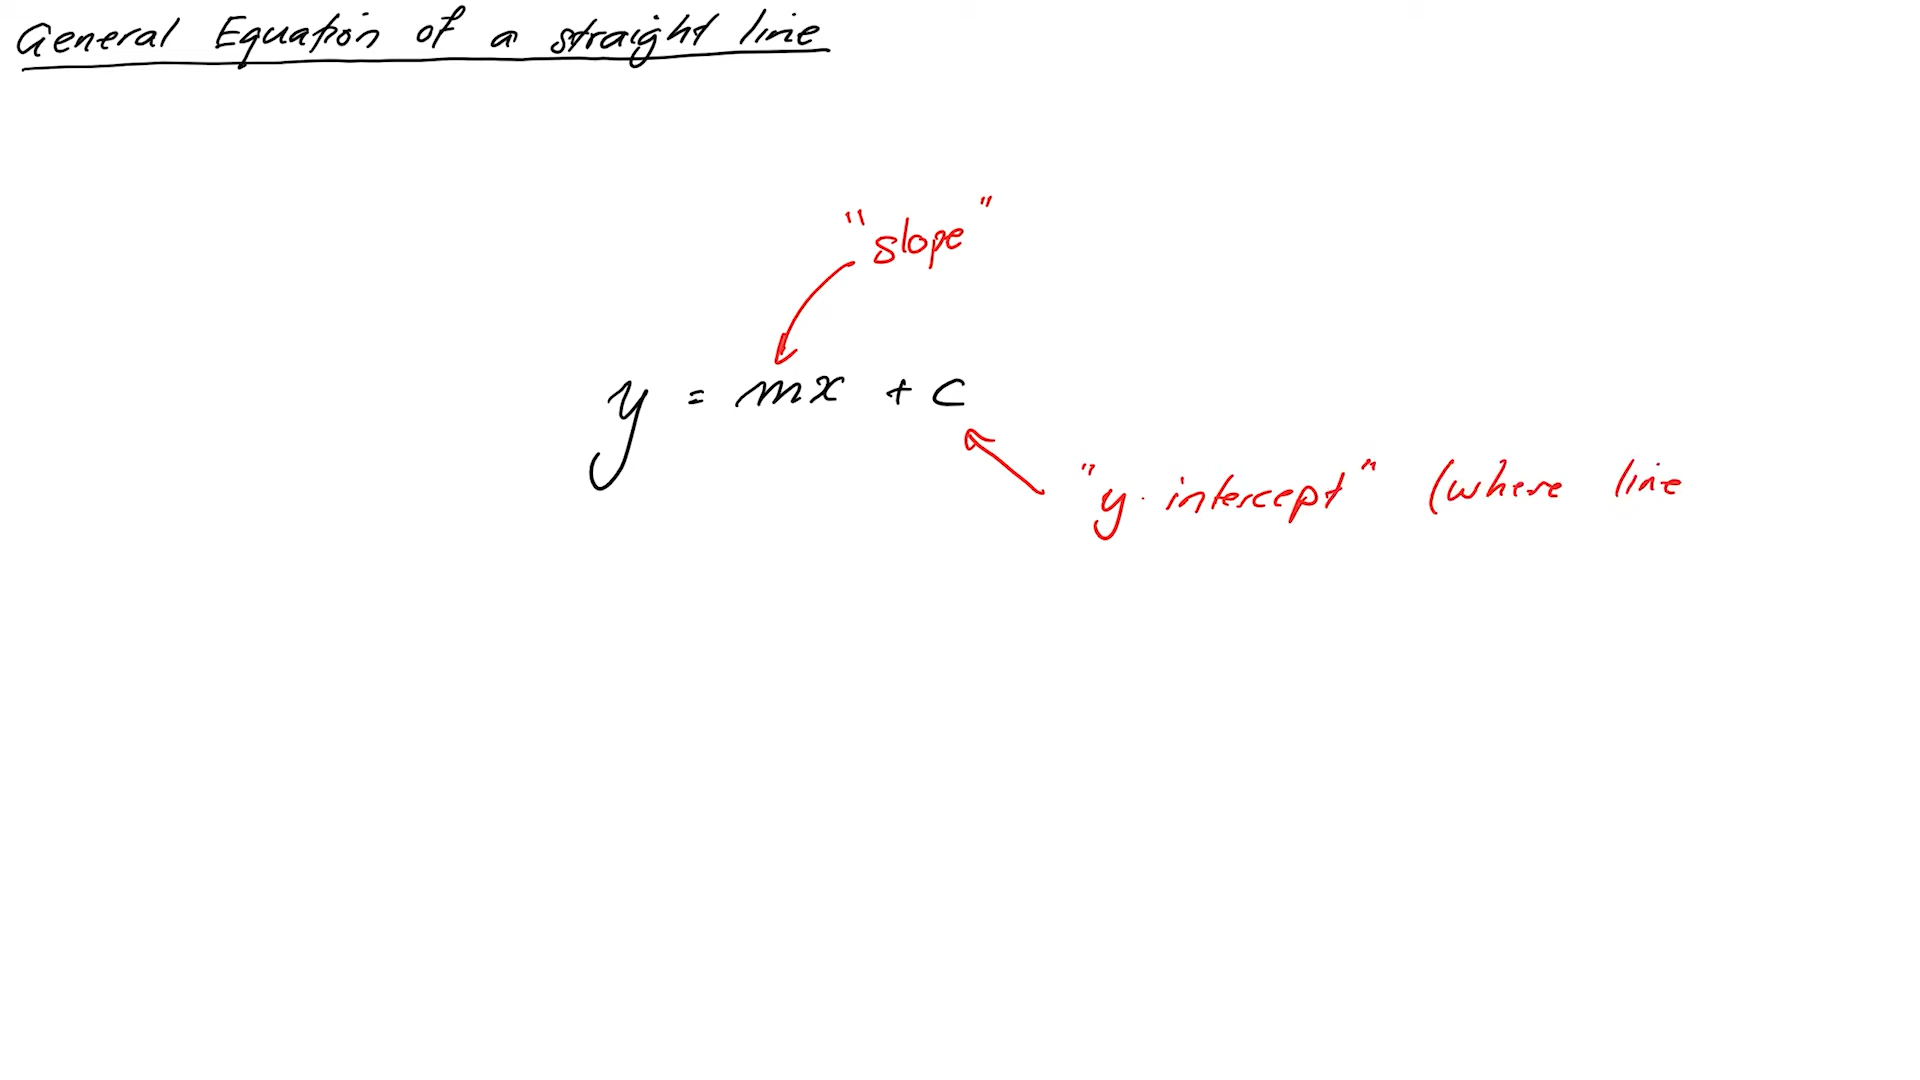 General Equation of a straight line
"slope"
y = mx + c
"y-intercept" (where line